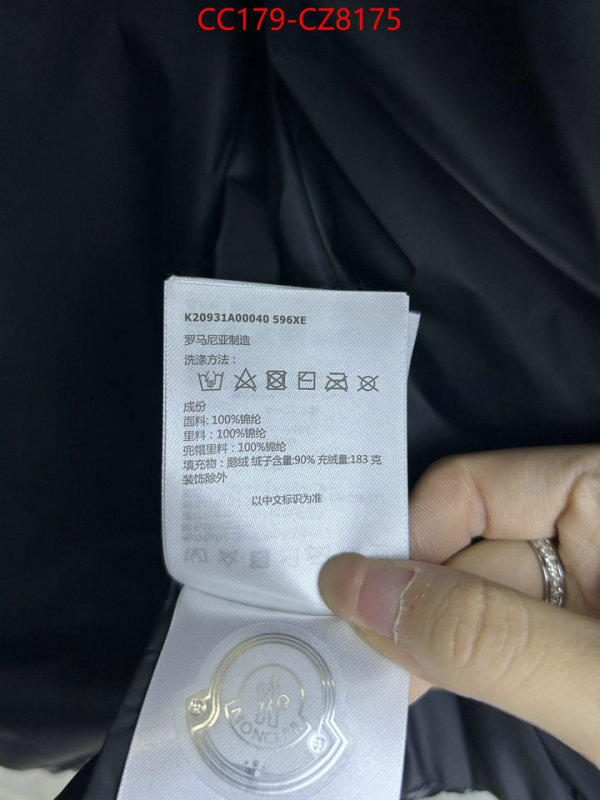 CC179-CZ8175
K20931A00040 596XE
罗马尼亚制造
洗涤方法：
成份
面料: 100%锦纶
里料：100%锦纶
兜帽里料：100%锦纶
填充物：鹅绒 绒子含量:90% 充绒量:183 克
装饰除外
以中文标识为准
MONCLER